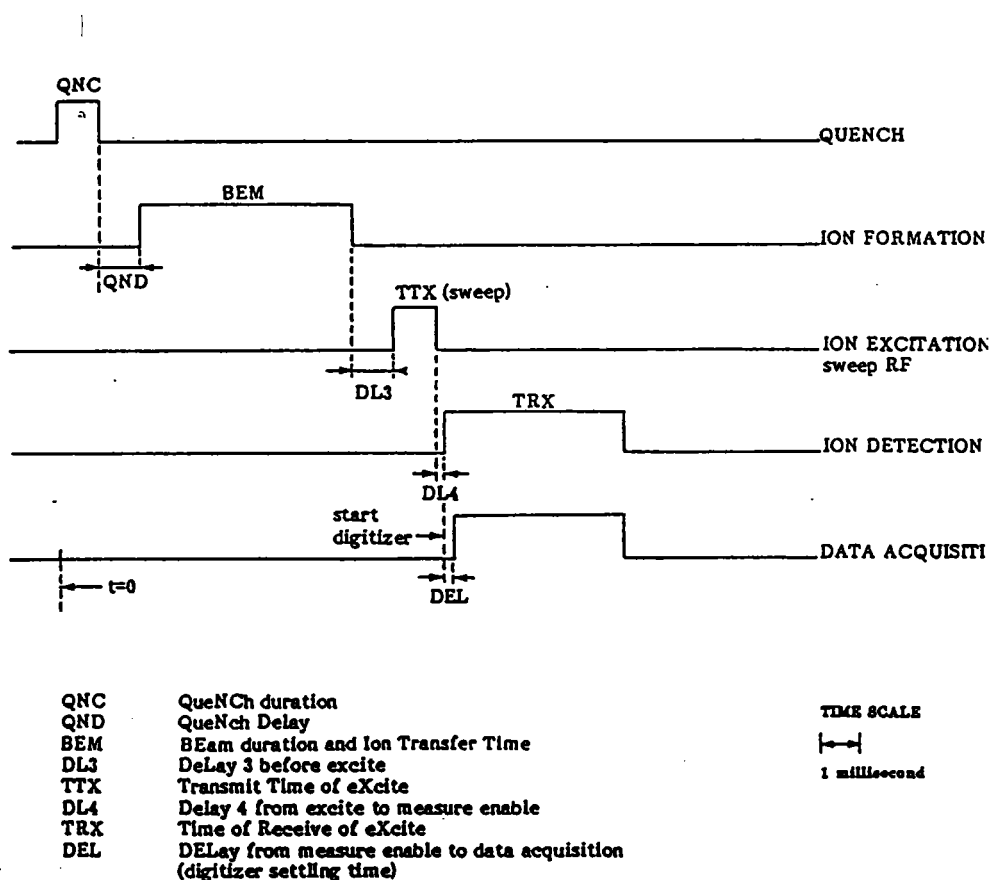 QNC
QUENCH
BEM
ION FORMATION
QND
TTX (sweep)
ION EXCITATION
sweep RF
DL3
TRX
ION DETECTION
DL4
start
digitizer
DATA ACQUISITI
t=0
DEL
QNC QueNCh duration
QND QueNch Delay
BEM BEam duration and Ion Transfer Time
DL3 DeLay 3 before excite
TTX Transmit Time of eXcite
DL4 Delay 4 from excite to measure enable
TRX Time of Receive of eXcite
DEL DELay from measure enable to data acquisition
(digitizer settling time)
TIME SCALE
1 millisecond